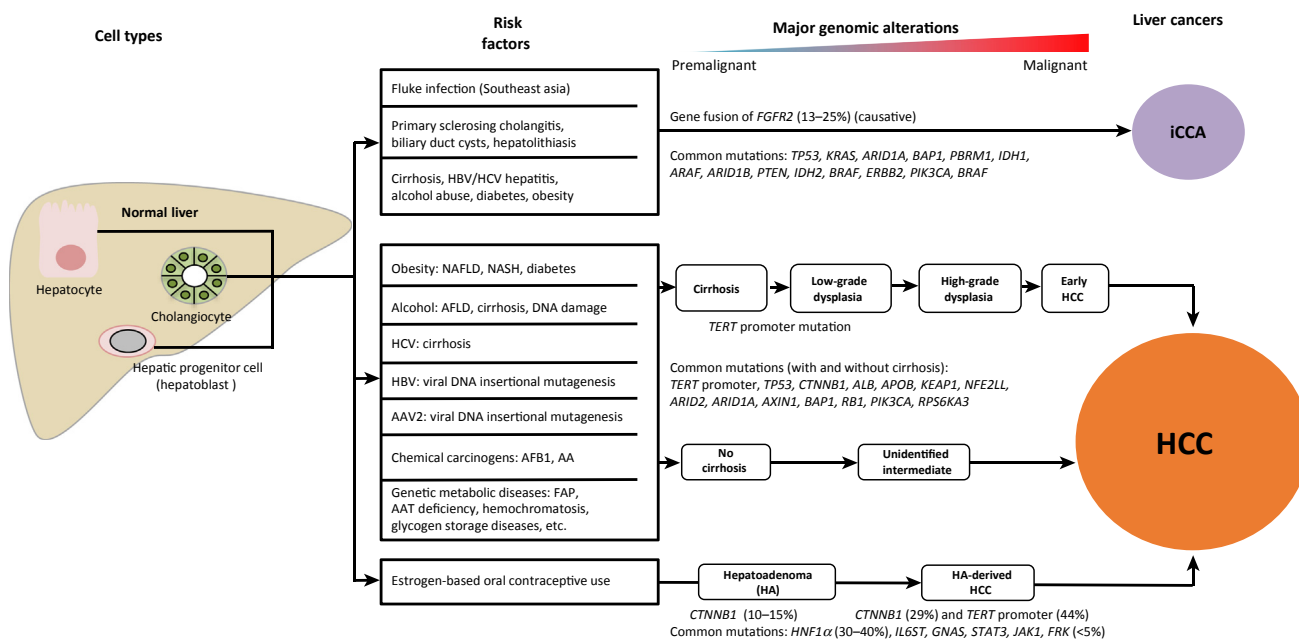 Cell types
Risk
factors
Major genomic alterations
Liver cancers
Premalignant
Malignant
Normal liver
Hepatocyte
Cholangiocyte
Hepatic progenitor cell
(hepatoblast )
Fluke infection (Southeast asia)
Primary sclerosing cholangitis,
biliary duct cysts, hepatolithiasis
Cirrhosis, HBV/HCV hepatitis,
alcohol abuse, diabetes, obesity
Gene fusion of FGFR2 (13–25%) (causative)
Common mutations: TP53, KRAS, ARID1A, BAP1, PBRM1, IDH1,
ARAF, ARID1B, PTEN, IDH2, BRAF, ERBB2, PIK3CA, BRAF
iCCA
Obesity: NAFLD, NASH, diabetes
Alcohol: AFLD, cirrhosis, DNA damage
HCV: cirrhosis
HBV: viral DNA insertional mutagenesis
AAV2: viral DNA insertional mutagenesis
Chemical carcinogens: AFB1, AA
Genetic metabolic diseases: FAP,
AAT deficiency, hemochromatosis,
glycogen storage diseases, etc.
Cirrhosis
Low-grade
dysplasia
High-grade
dysplasia
Early
HCC
TERT promoter mutation
Common mutations (with and without cirrhosis):
TERT promoter, TP53, CTNNB1, ALB, APOB, KEAP1, NFE2LL,
ARID2, ARID1A, AXIN1, BAP1, RB1, PIK3CA, RPS6KA3
No
cirrhosis
Unidentified
intermediate
HCC
Estrogen-based oral contraceptive use
Hepatoadenoma
(HA)
HA-derived
HCC
CTNNB1 (10–15%)
CTNNB1 (29%) and TERT promoter (44%)
Common mutations: HNF1α (30–40%), IL6ST, GNAS, STAT3, JAK1, FRK (<5%)